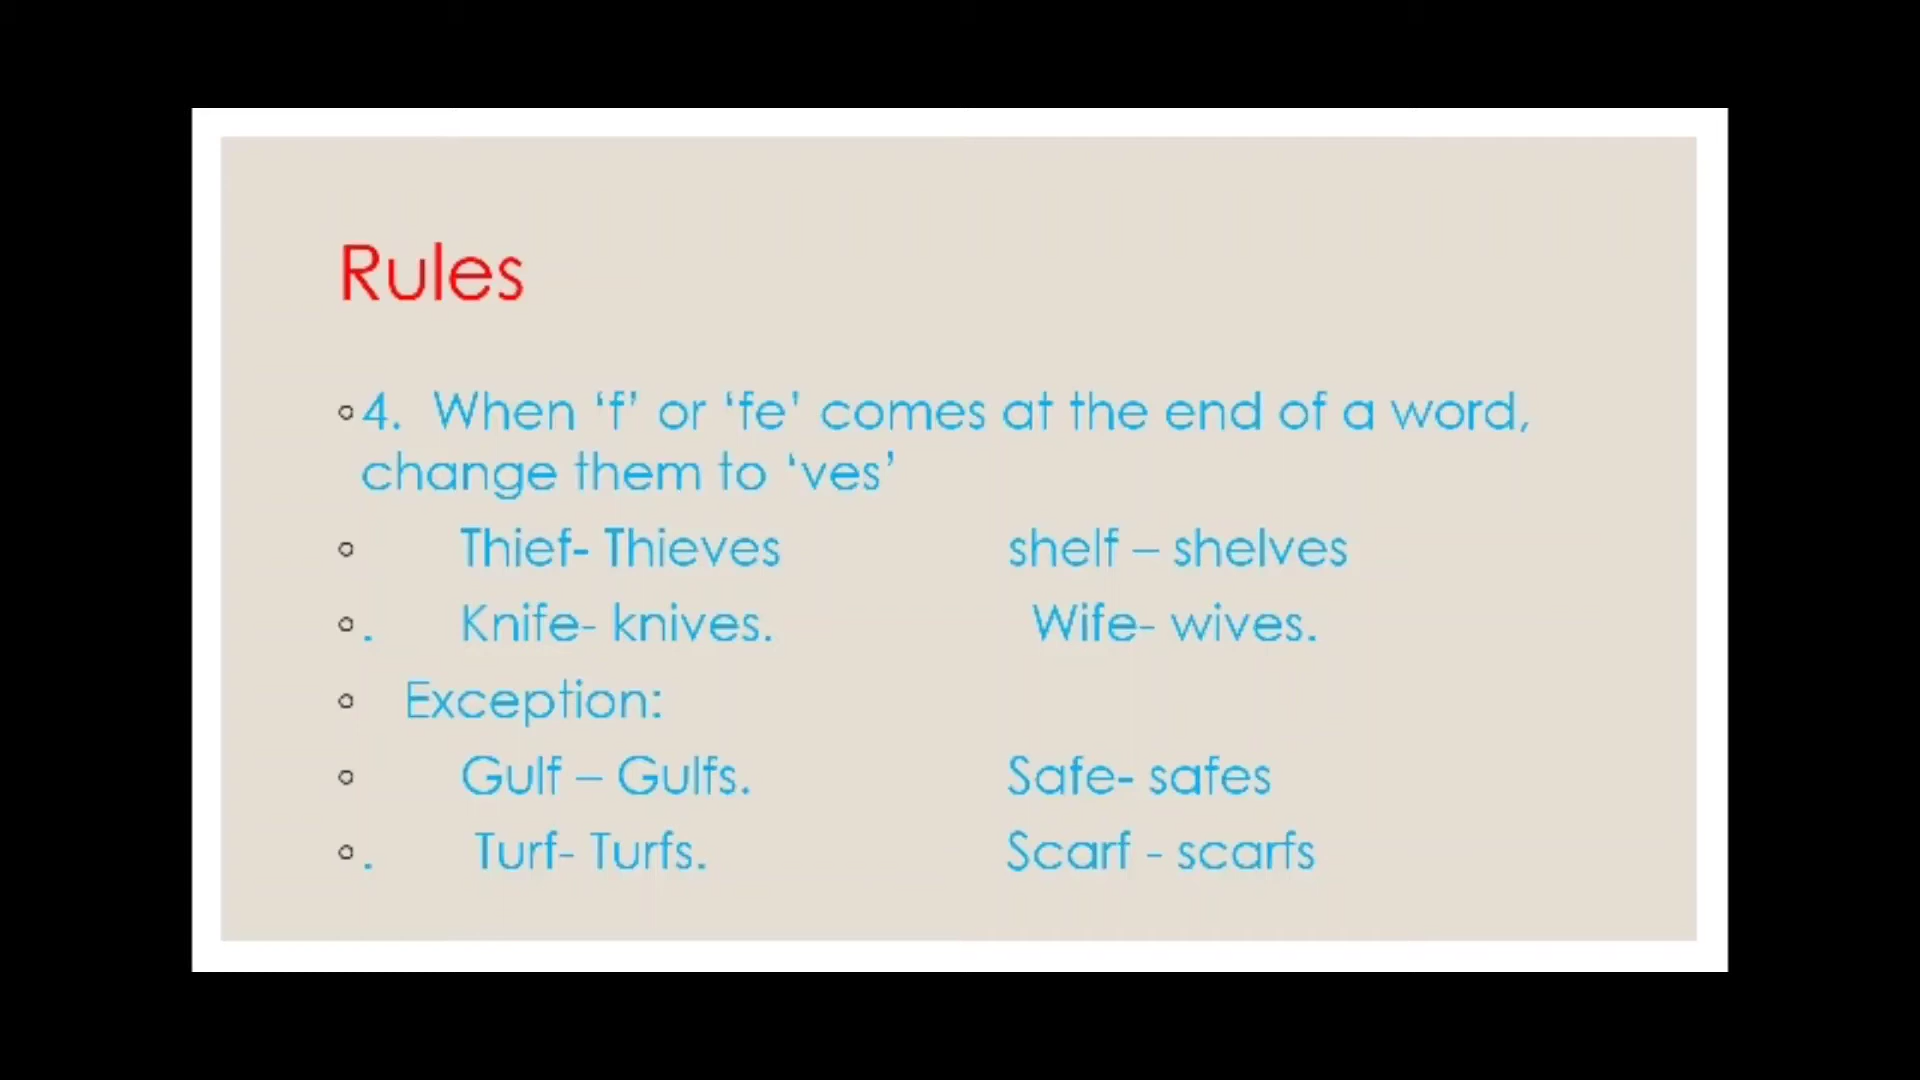 Rules
4. When ‘f’ or ‘fe’ comes at the end of a word,
change them to ‘ves’
Thief- Thieves shelf – shelves
. Knife- knives. Wife- wives.
Exception:
Gulf – Gulfs. Safe- safes
. Turf- Turfs. Scarf - scarfs